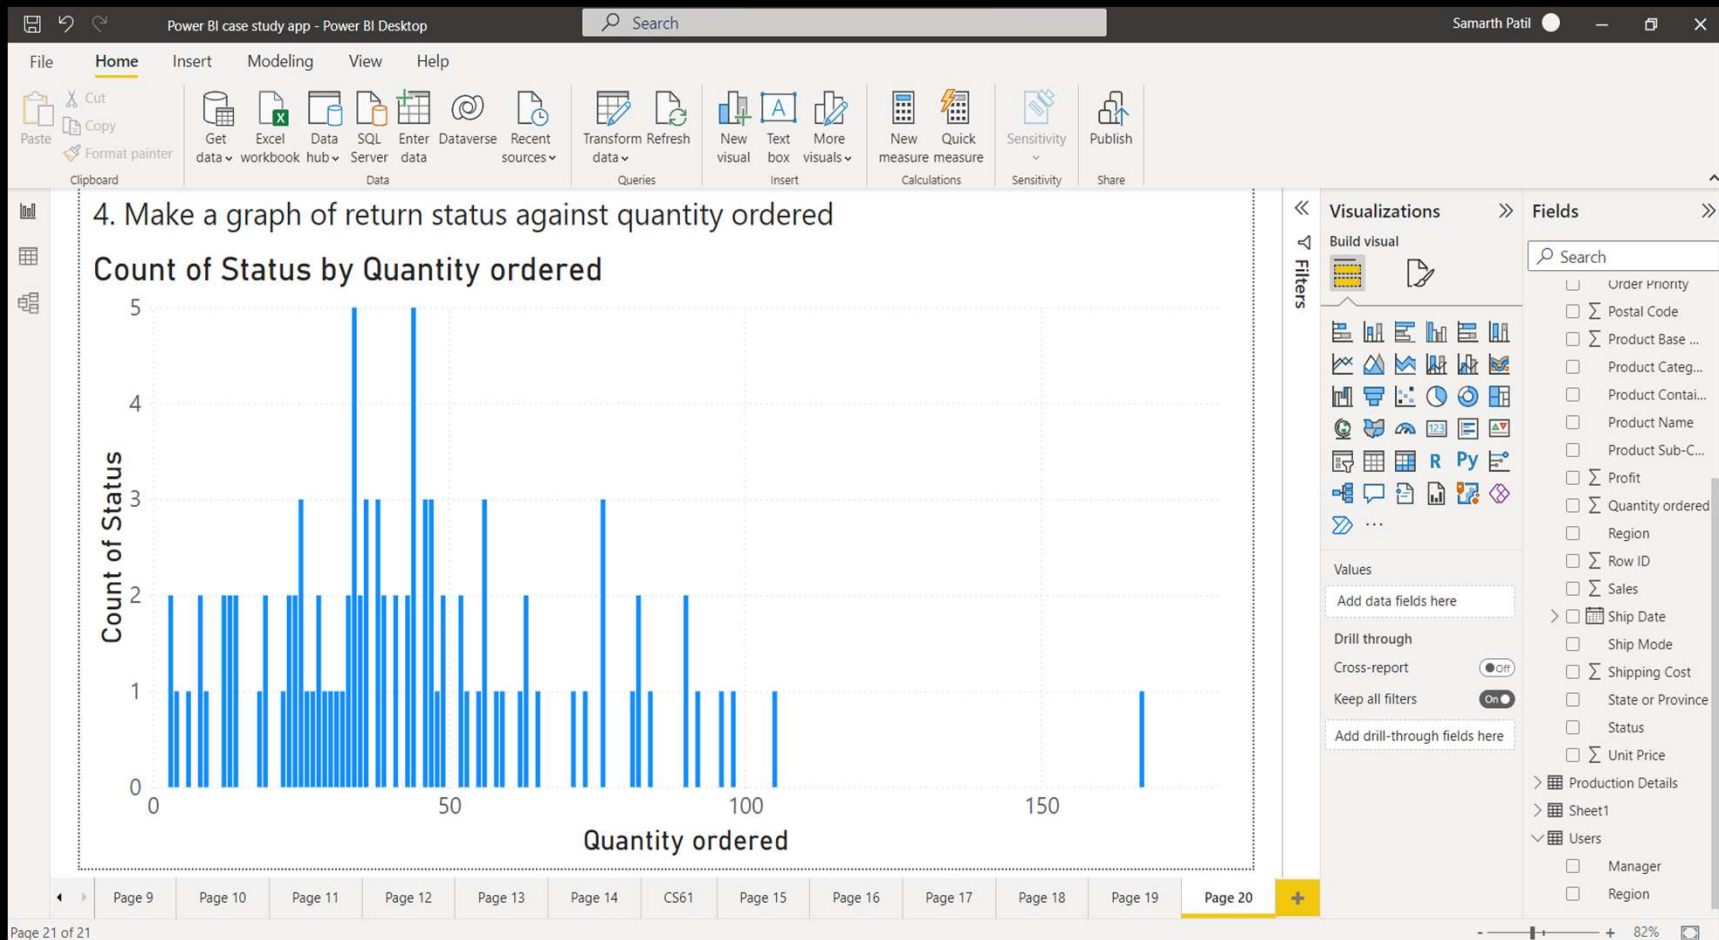 Power BI case study app - Power BI Desktop
Search
Samarth Patil
File Home Insert Modeling View Help
Paste
Cut
Copy
Format painter
Clipboard
Get data
Excel workbook
Data hub
SQL Server
Enter data
Dataverse
Recent sources
Data
Transform data
Refresh
Queries
New visual
Text box
More visuals
Insert
New measure
Quick measure
Calculations
Sensitivity
Sensitivity
Publish
Share
4. Make a graph of return status against quantity ordered
Count of Status by Quantity ordered
Count of Status
5
4
3
2
1
0
0 50 100 150
Quantity ordered
Filters
Visualizations
Build visual
123
R Py
Values
Add data fields here
Drill through
Cross-report
Off
Keep all filters
On
Add drill-through fields here
Fields
Search
Order Priority
Postal Code
Product Base ...
Product Categ...
Product Contai...
Product Name
Product Sub-C...
Profit
Quantity ordered
Region
Row ID
Sales
Ship Date
Ship Mode
Shipping Cost
State or Province
Status
Unit Price
Production Details
Sheet1
Users
Manager
Region
Page 9 Page 10 Page 11 Page 12 Page 13 Page 14 CS61 Page 15 Page 16 Page 17 Page 18 Page 19 Page 20 +
Page 21 of 21
- + 82%